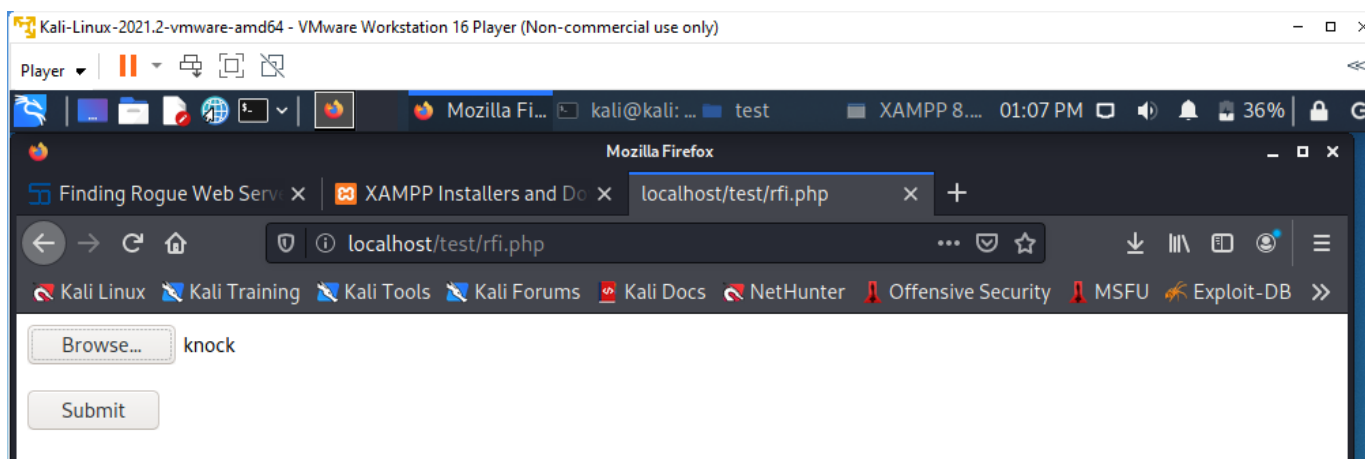 Kali-Linux-2021.2-vmware-amd64 - VMware Workstation 16 Player (Non-commercial use only)
Player
Mozilla Fi... kali@kali: ... test XAMPP 8.... 01:07 PM 36% G
Mozilla Firefox
Finding Rogue Web Serv XAMPP Installers and Do localhost/test/rfi.php
localhost/test/rfi.php
Kali Linux Kali Training Kali Tools Kali Forums Kali Docs NetHunter Offensive Security MSFU Exploit-DB
Browse... knock
Submit